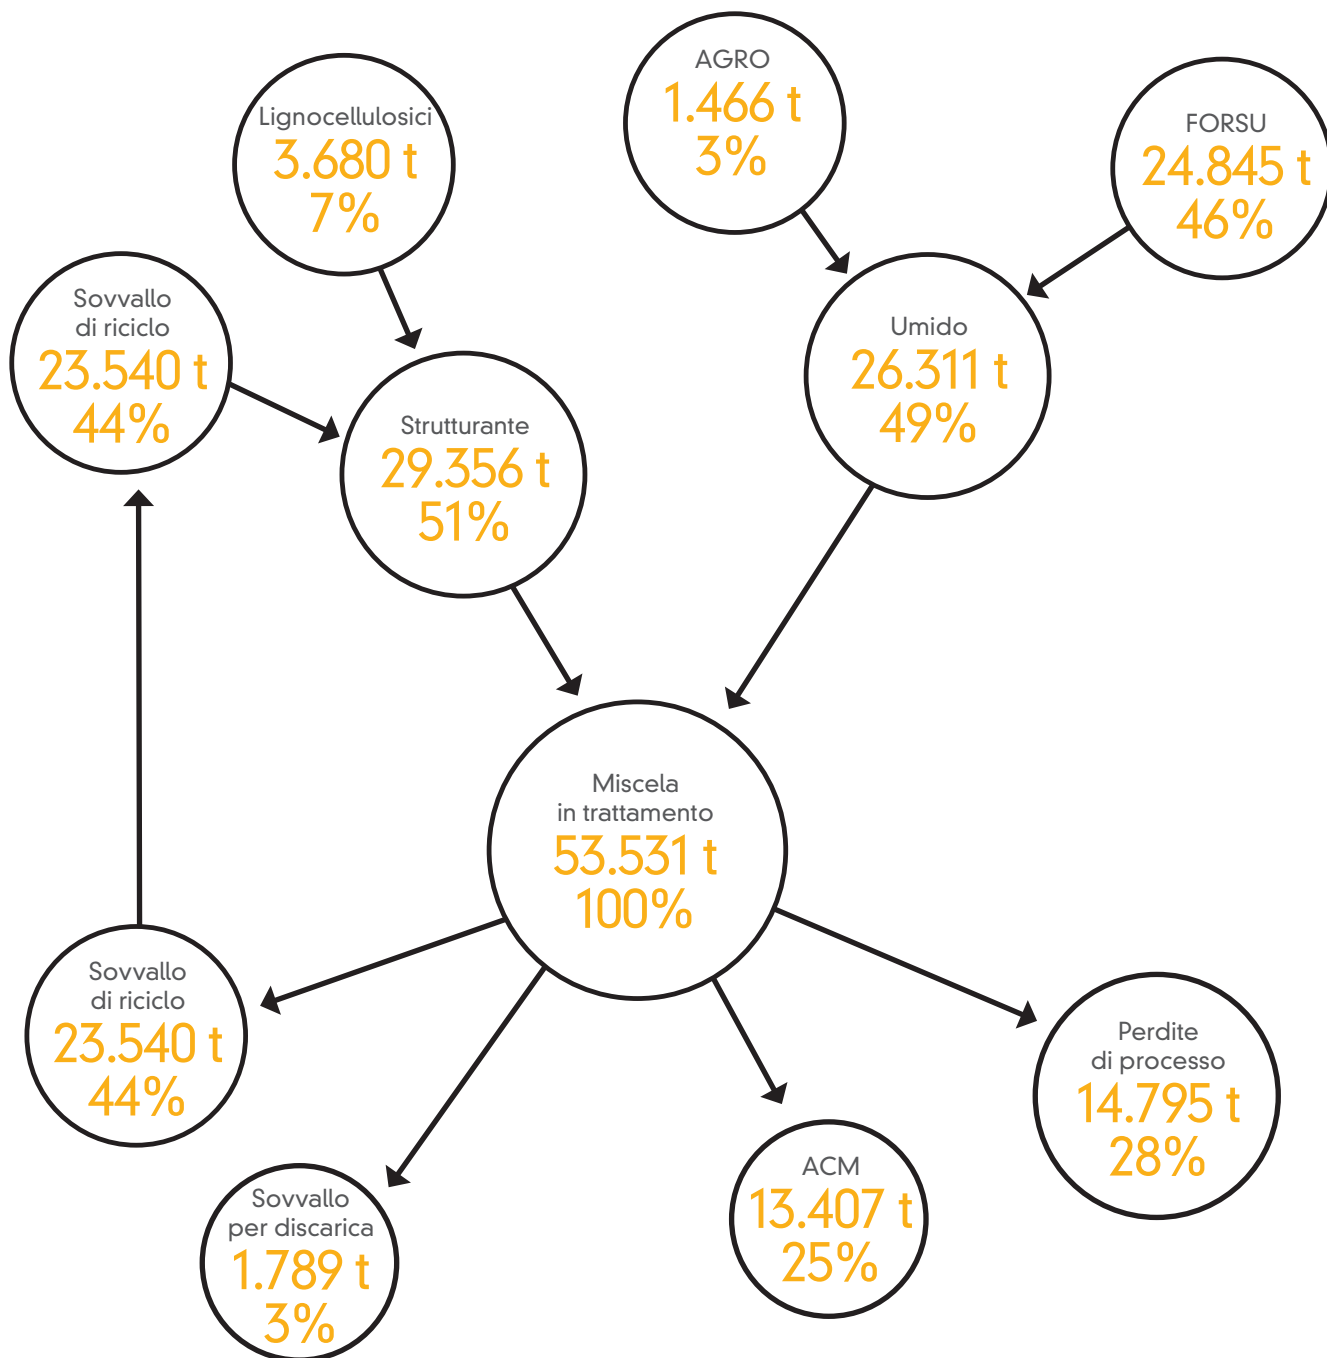 AGRO
1.466 t
3%
Lignocellulosici
3.680 t
7%
FORSU
24.845 t
46%
Sovvallo
di riciclo
23.540 t
44%
Umido
26.311 t
49%
Strutturante
29.356 t
51%
Miscela
in trattamento
53.531 t
100%
Sovvallo
di riciclo
23.540 t
44%
Perdite
di processo
14.795 t
28%
ACM
13.407 t
25%
Sovvallo
per discarica
1.789 t
3%